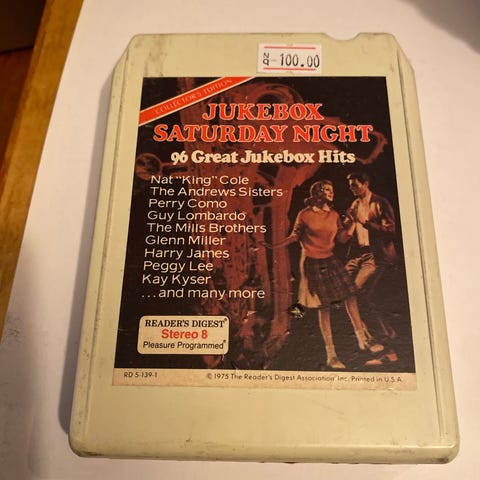 20 100.00
COLLECTOR'S EDITION
JUKEBOX
SATURDAY NIGHT
96 Great Jukebox Hits
Nat "King" Cole
The Andrews Sisters
Perry Como
Guy Lombardo
The Mills Brothers
Glenn Miller
Harry James
Peggy Lee
Kay Kyser
...and many more
READER'S DIGEST®
Stereo 8
Pleasure Programmed®
RD 5-139-1
© 1975 The Reader's Digest Association, Inc. Printed in U.S.A.